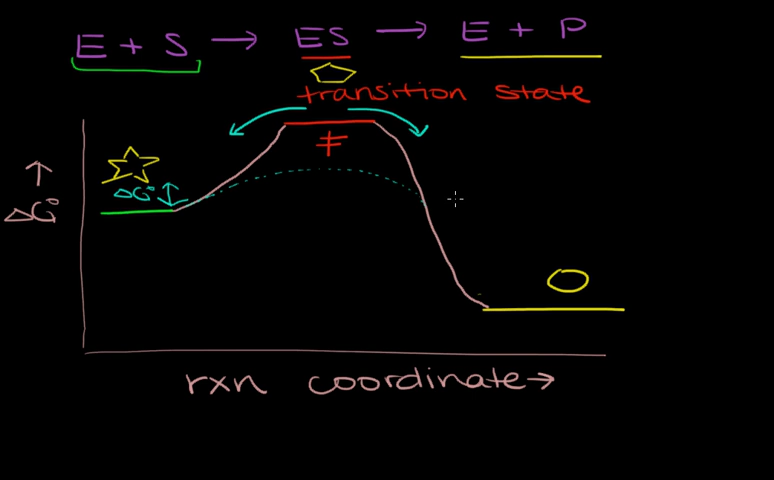 E + S → ES → E + P
transition state
≠
ΔG°
↑
ΔG°
rxn coordinate→